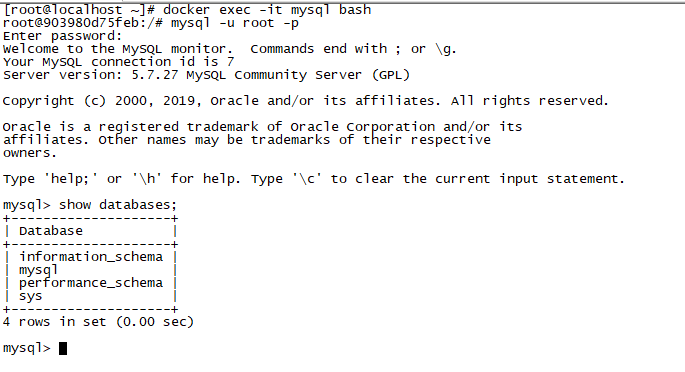 [root@localhost ~]# docker exec -it mysql bash
root@903980d75feb:/# mysql -u root -p
Enter password:
Welcome to the MySQL monitor.  Commands end with ; or \g.
Your MySQL connection id is 7
Server version: 5.7.27 MySQL Community Server (GPL)

Copyright (c) 2000, 2019, Oracle and/or its affiliates. All rights reserved.

Oracle is a registered trademark of Oracle Corporation and/or its
affiliates. Other names may be trademarks of their respective
owners.

Type 'help;' or '\h' for help. Type '\c' to clear the current input statement.

mysql> show databases;
+--------------------+
| Database           |
+--------------------+
| information_schema |
| mysql              |
| performance_schema |
| sys                |
+--------------------+
4 rows in set (0.00 sec)

mysql>